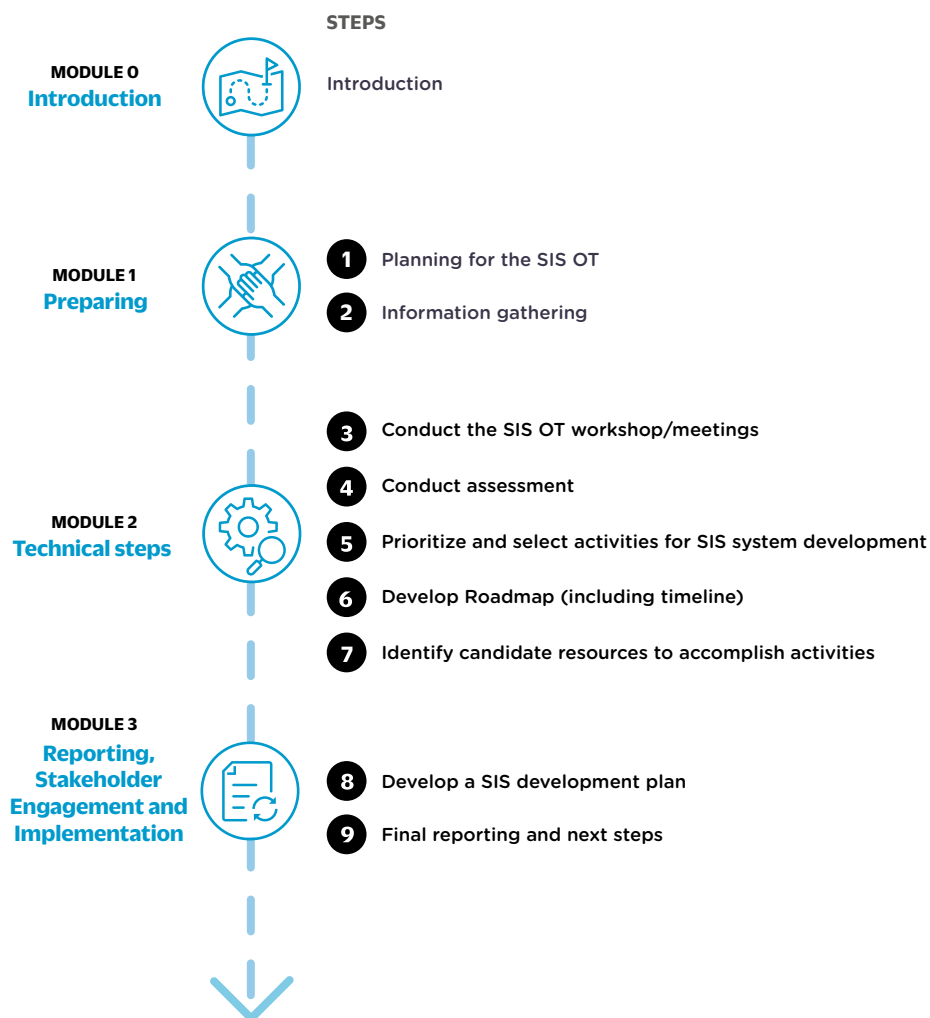 STEPS
MODULE 0
Introduction
Introduction
MODULE 1
Preparing
1 Planning for the SIS OT
2 Information gathering
MODULE 2
Technical steps
3 Conduct the SIS OT workshop/meetings
4 Conduct assessment
5 Prioritize and select activities for SIS system development
6 Develop Roadmap (including timeline)
7 Identify candidate resources to accomplish activities
MODULE 3
Reporting,
Stakeholder
Engagement and
Implementation
8 Develop a SIS development plan
9 Final reporting and next steps